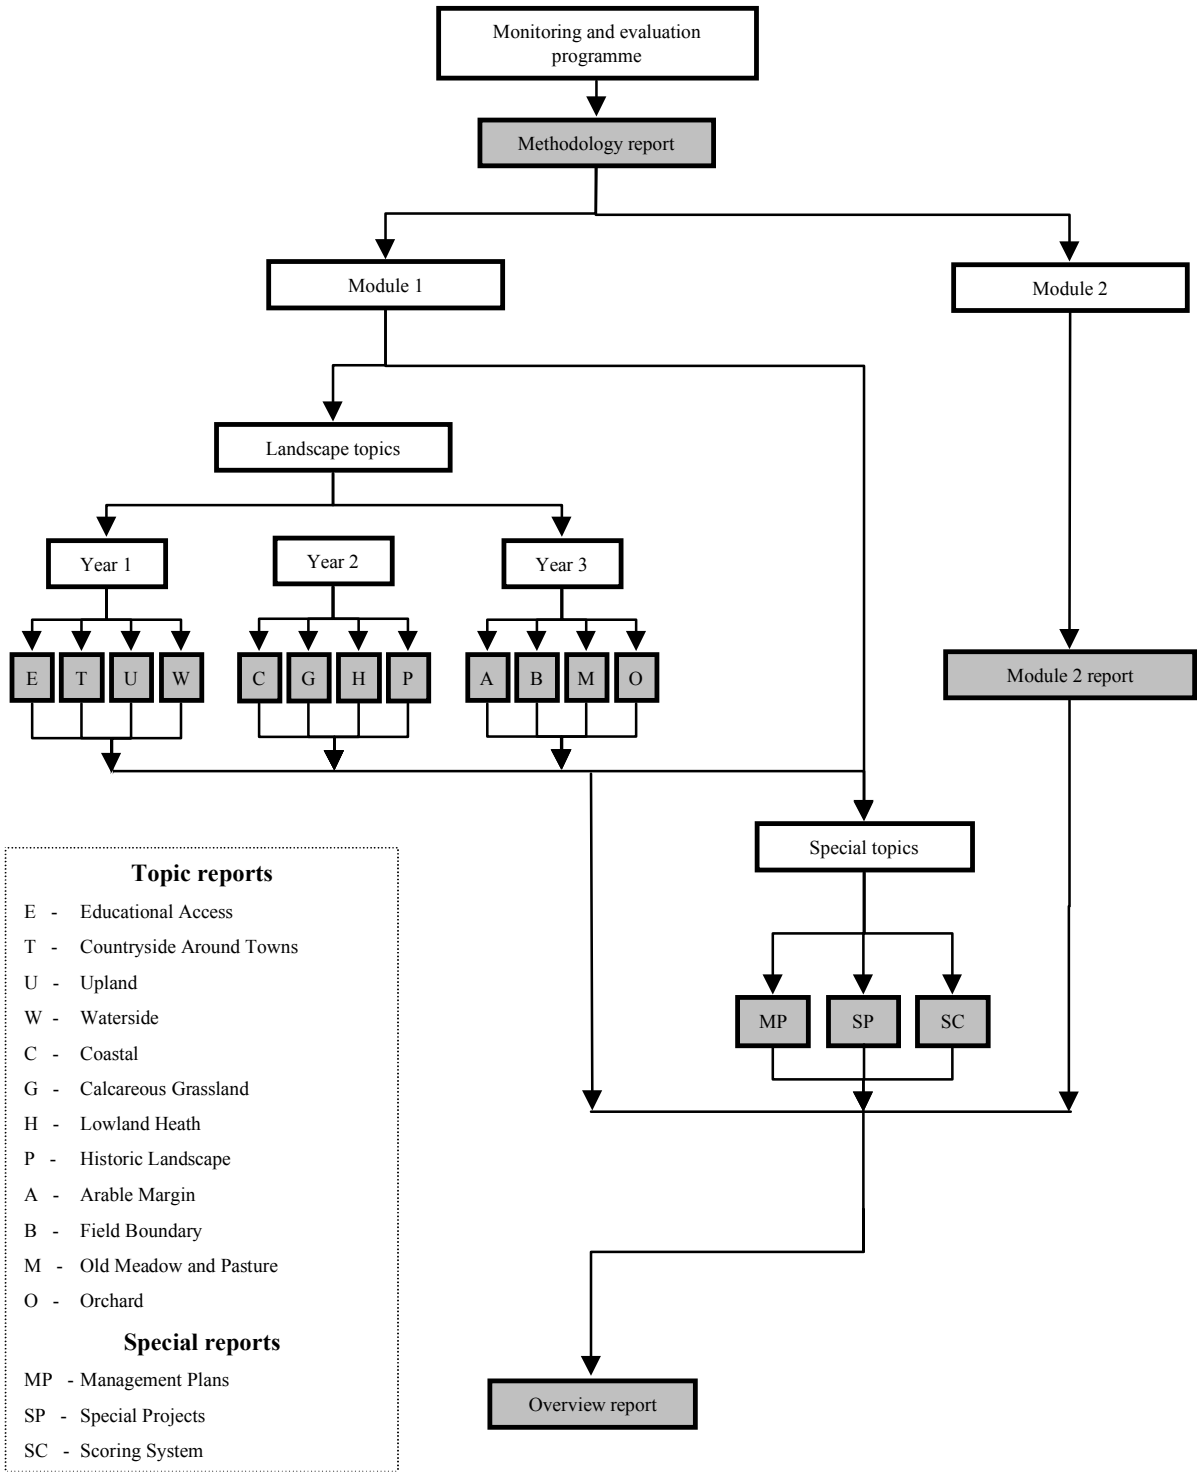 Monitoring and evaluation
programme
Methodology report
Module 1
Module 2
Landscape topics
Year 1
Year 2
Year 3
E
T
U
W
C
G
H
P
A
B
M
O
Module 2 report
Special topics
MP
SP
SC
Topic reports
E - Educational Access
T - Countryside Around Towns
U - Upland
W - Waterside
C - Coastal
G - Calcareous Grassland
H - Lowland Heath
P - Historic Landscape
A - Arable Margin
B - Field Boundary
M - Old Meadow and Pasture
O - Orchard
Special reports
MP - Management Plans
SP - Special Projects
SC - Scoring System
Overview report